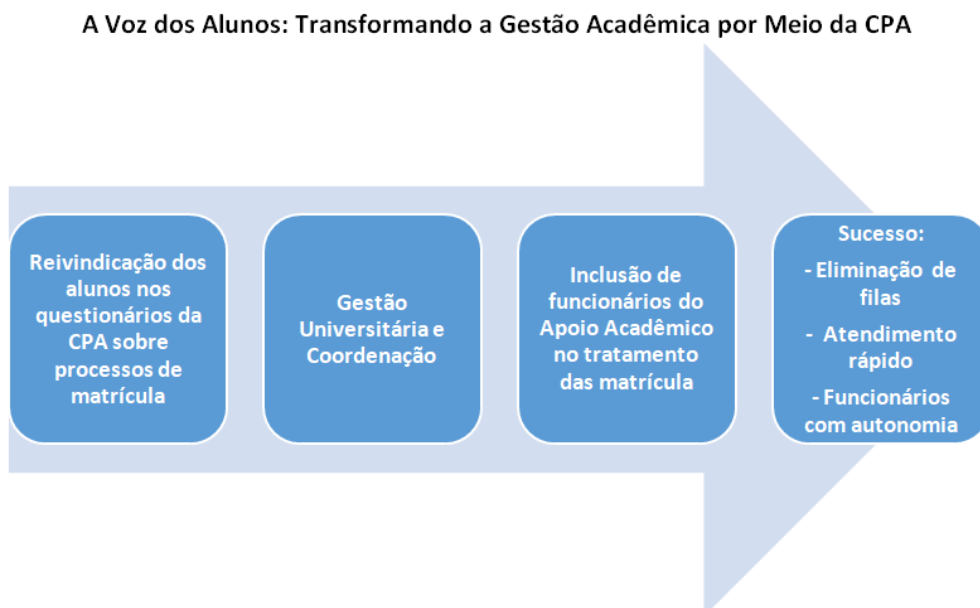 A Voz dos Alunos: Transformando a Gestão Acadêmica por Meio da CPA
Reivindicação dos
alunos nos
questionários da
CPA sobre
processos de
matrícula
Gestão
Universitária e
Coordenação
Inclusão de
funcionários do
Apoio Acadêmico
no tratamento
das matrícula
Sucesso:
- Eliminação de
filas
- Atendimento
rápido
- Funcionários
com autonomia